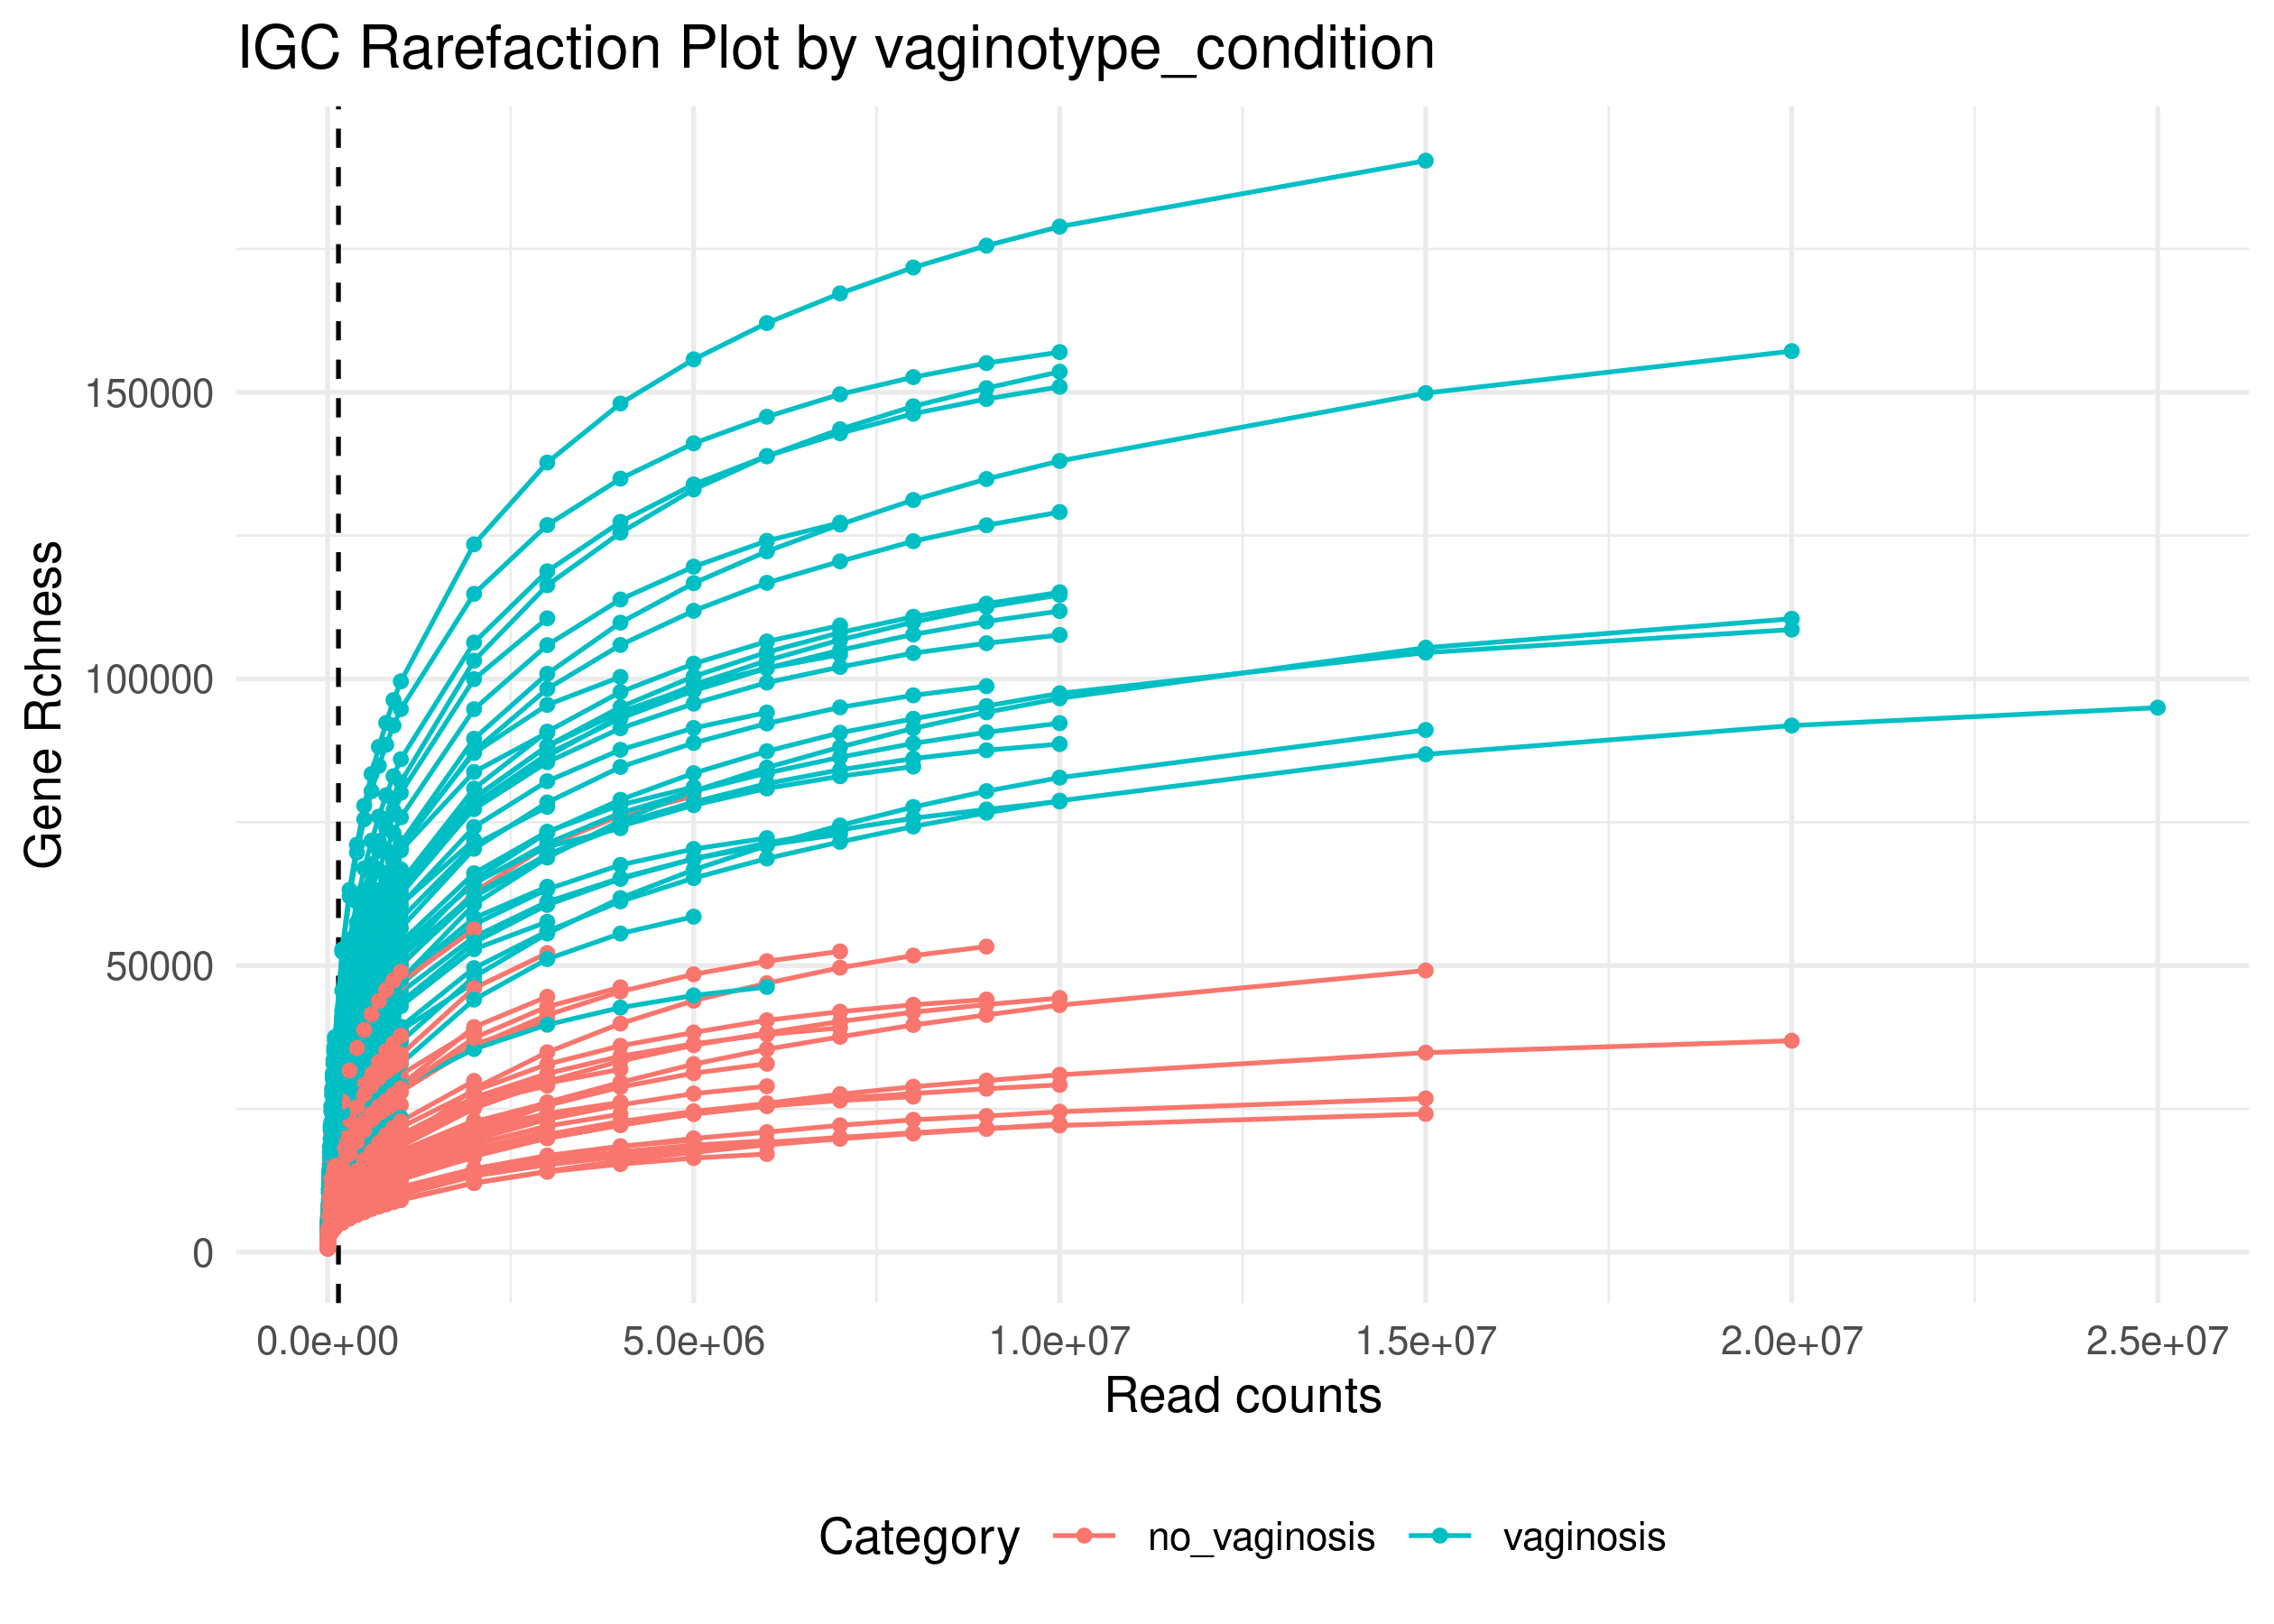 IGC Rarefaction Plot by vaginotype_condition
Gene Rchness
150000
100000
50000
0
0.0e+00 5.0e+06 1.0e+07 1.5e+07 2.0e+07 2.5e+07
Read counts
Category no_vaginosis vaginosis